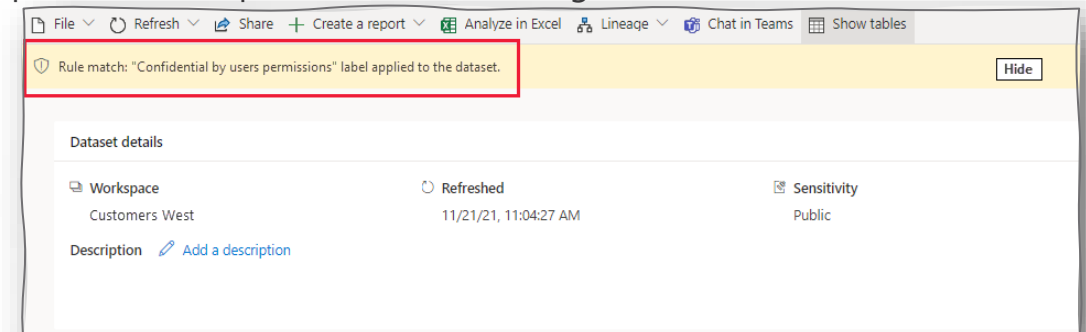 File Refresh Share Create a report Analyze in Excel Lineage Chat in Teams Show tables
Rule match: "Confidential by users permissions" label applied to the dataset. Hide
Dataset details
Workspace Refreshed Sensitivity
Customers West 11/21/21, 11:04:27 AM Public
Description Add a description